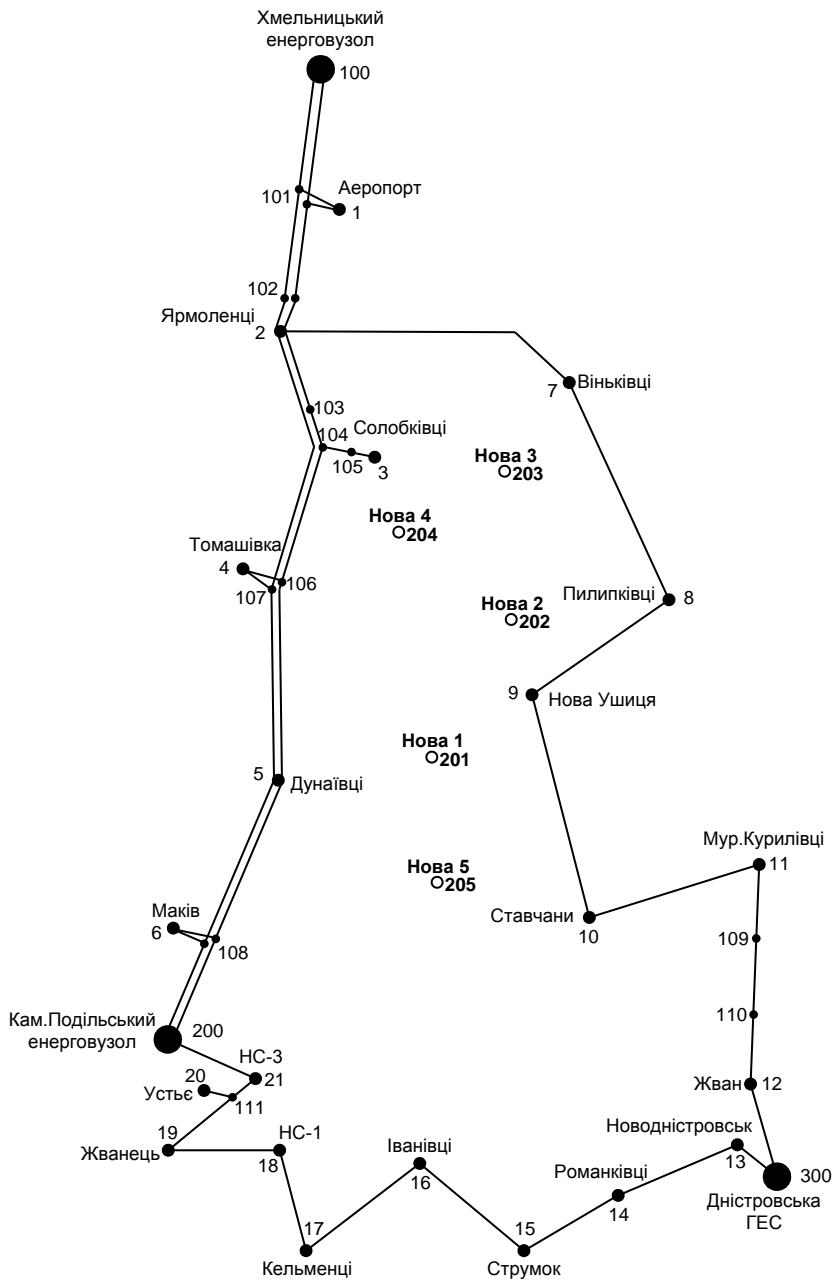 Хмельницький
енерговузол
100
101
Аеропорт
1
102
Ярмоленці
2
7
Віньківці
103
104
Солобківці
105
3
Нова 3
203
Нова 4
204
Томашівка
4
106
107
Нова 2
202
Пилипківці
8
9
Нова Ушиця
Нова 1
201
5
Дунаївці
Мур.Курилівці
11
Нова 5
205
Ставчани
10
Маків
6
108
109
110
Кам.Подільський
енерговузол
200
НС-3
21
20
Устьє
111
Жван
12
19
Жванець
НС-1
18
Іванівці
16
Новодністровськ
13
300
Дністровська
ГЕС
Романківці
14
17
Кельменці
15
Струмок